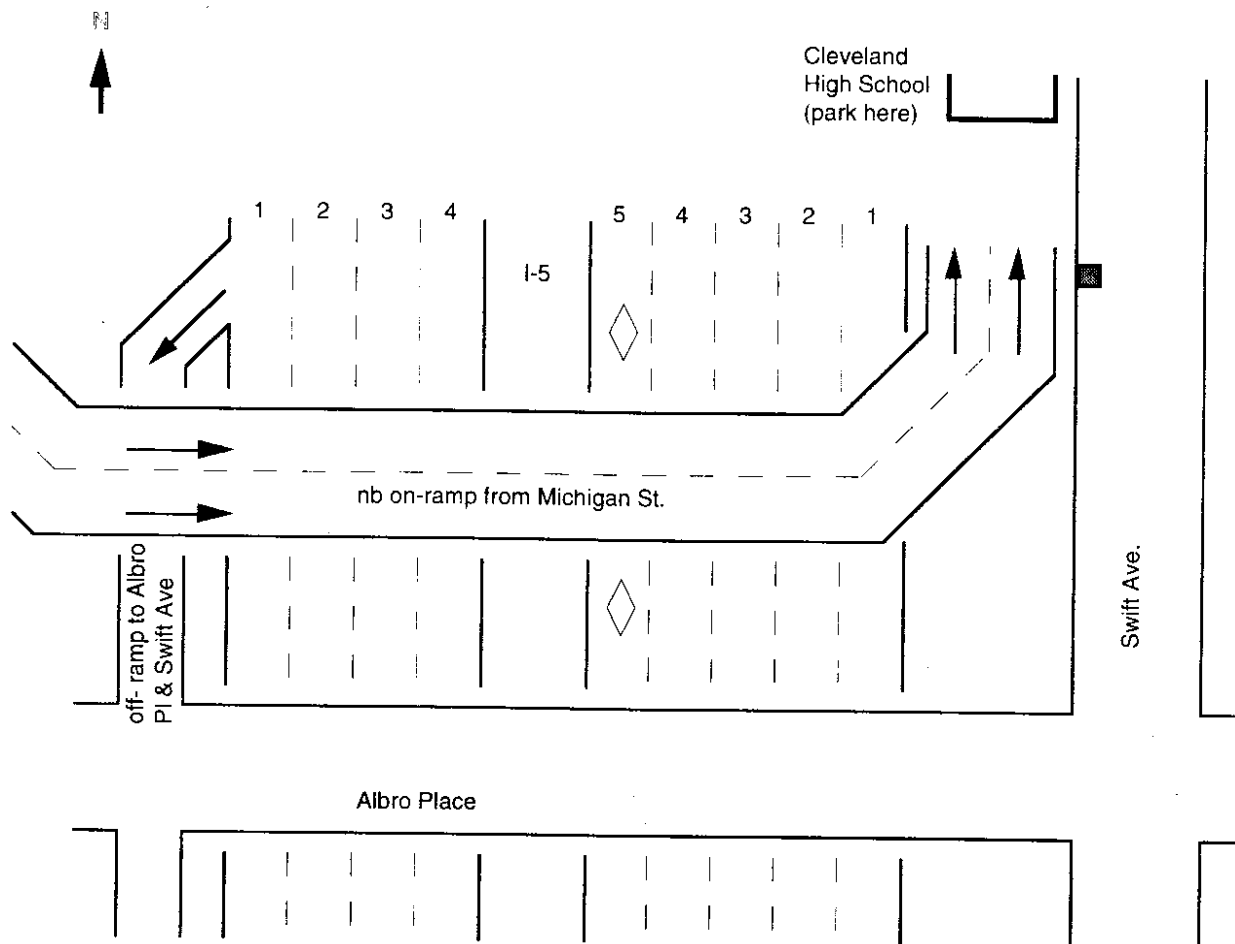 N
Cleveland
High School
(park here)
1 2 3 4 5 4 3 2 1
I-5
nb on-ramp from Michigan St.
off- ramp to Albro
Pl & Swift Ave
Swift Ave.
Albro Place